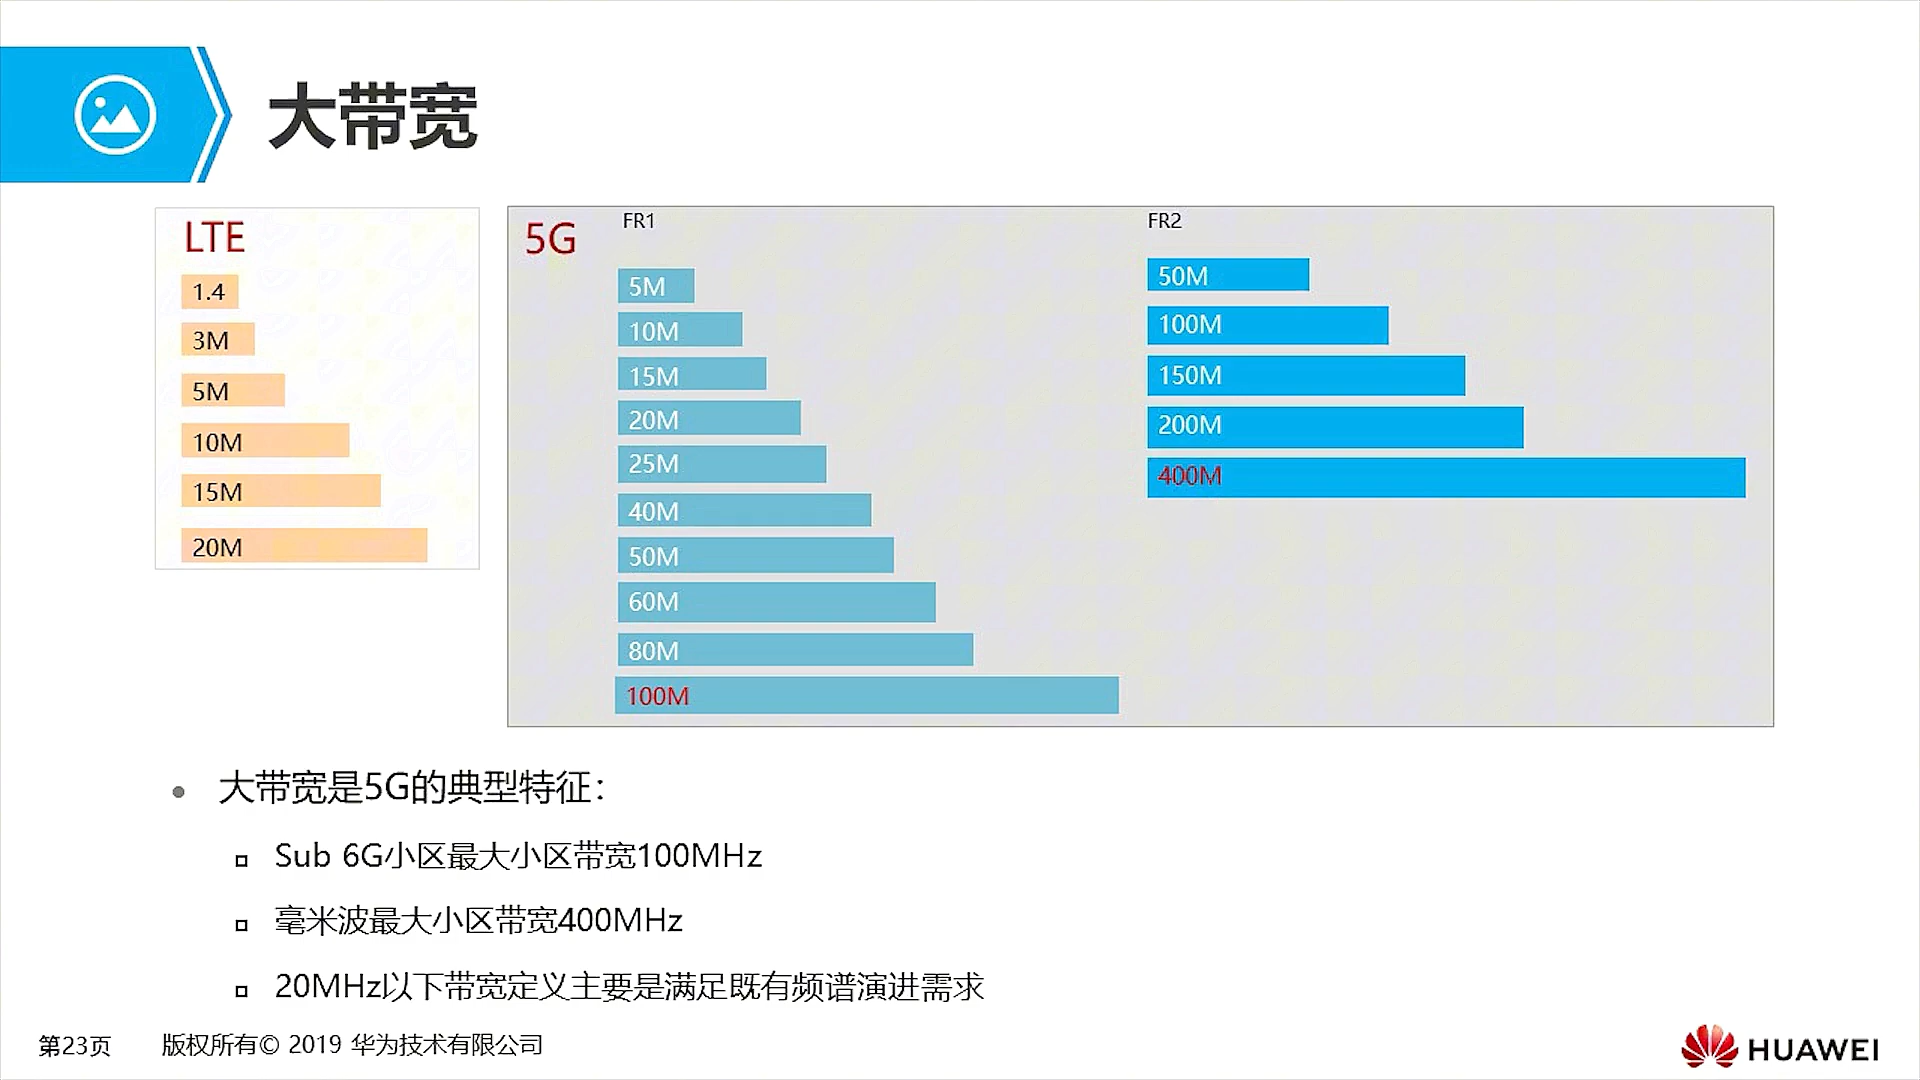 大带宽
LTE
1.4
3M
5M
10M
15M
20M
5G
FR1
5M
10M
15M
20M
25M
40M
50M
60M
80M
100M
FR2
50M
100M
150M
200M
400M
大带宽是5G的典型特征：
Sub 6G小区最大小区带宽100MHz
毫米波最大小区带宽400MHz
20MHz以下带宽定义主要是满足既有频谱演进需求
第23页 版权所有© 2019 华为技术有限公司
HUAWEI